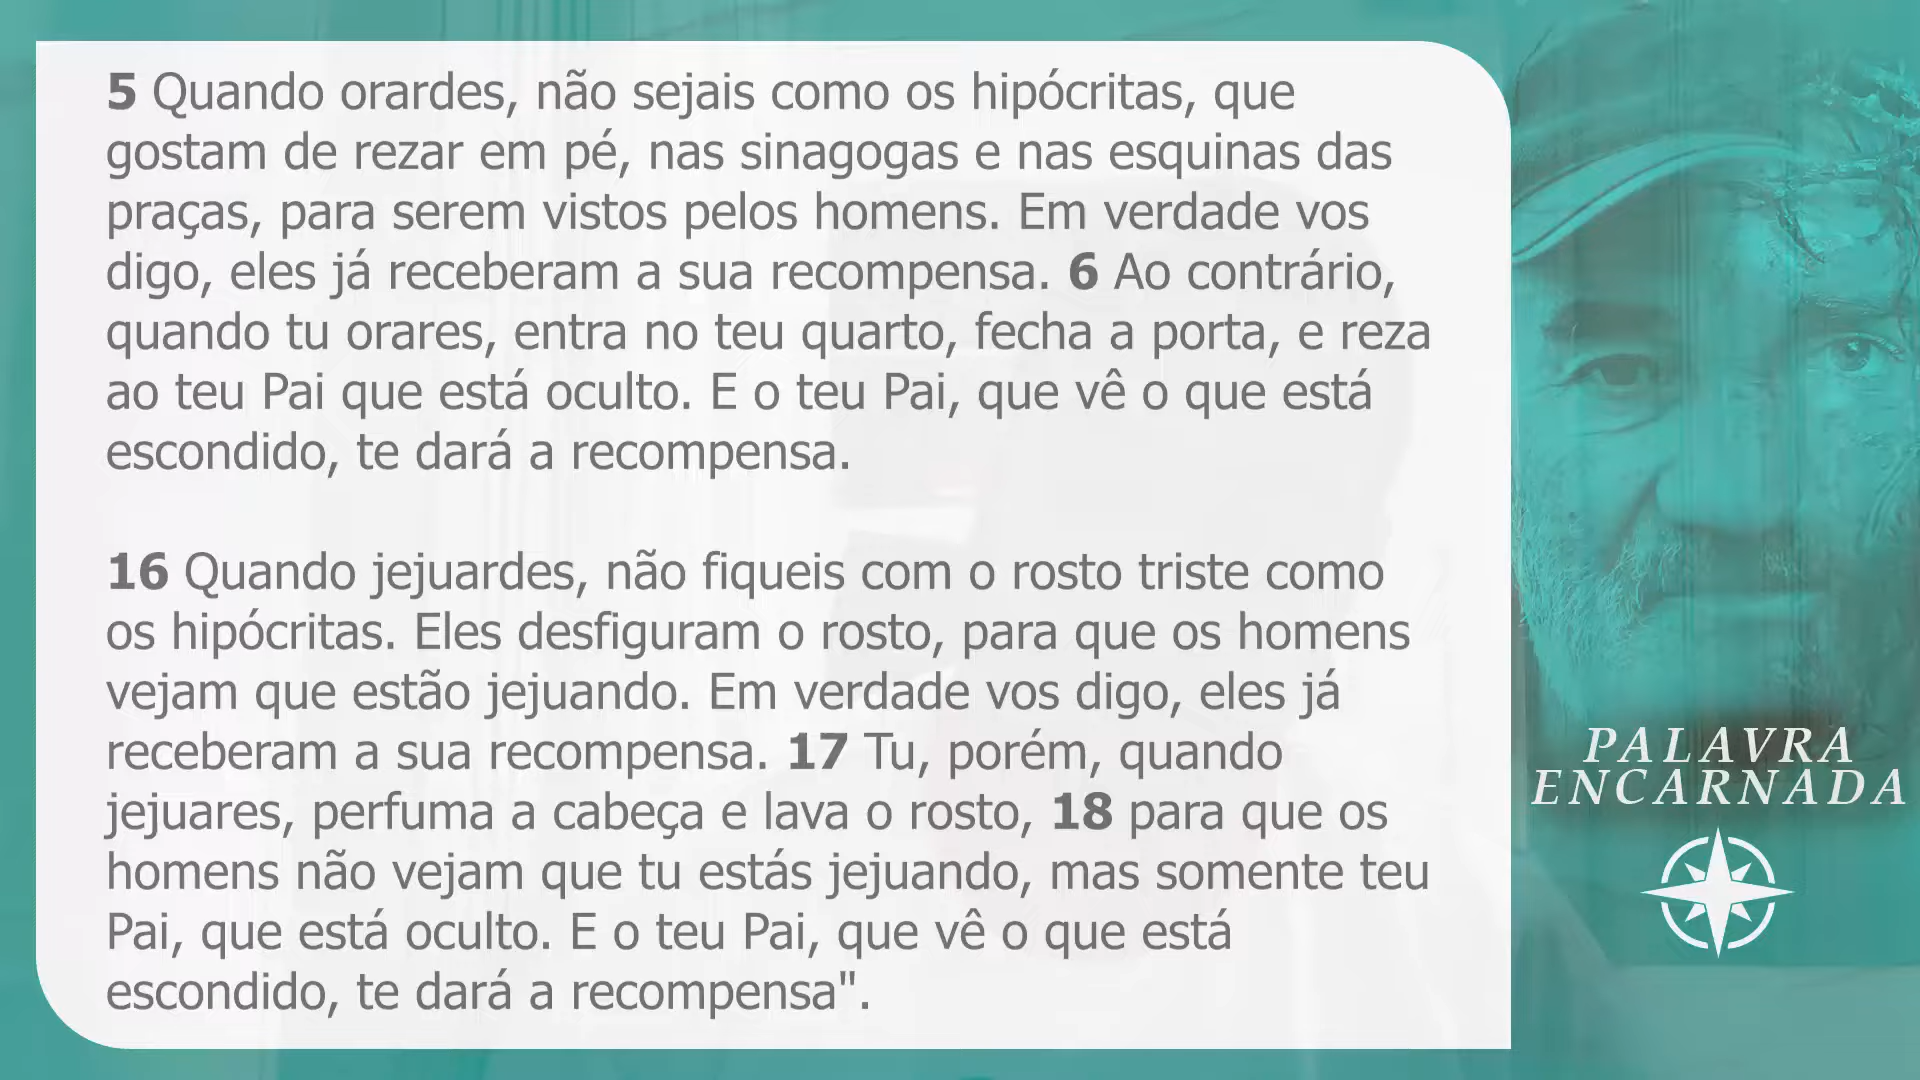 5 Quando orardes, não sejais como os hipócritas, que
gostam de rezar em pé, nas sinagogas e nas esquinas das
praças, para serem vistos pelos homens. Em verdade vos
digo, eles já receberam a sua recompensa. 6 Ao contrário,
quando tu orares, entra no teu quarto, fecha a porta, e reza
ao teu Pai que está oculto. E o teu Pai, que vê o que está
escondido, te dará a recompensa.
16 Quando jejuardes, não fiqueis com o rosto triste como
os hipócritas. Eles desfiguram o rosto, para que os homens
vejam que estão jejuando. Em verdade vos digo, eles já
receberam a sua recompensa. 17 Tu, porém, quando
jejuares, perfuma a cabeça e lava o rosto, 18 para que os
homens não vejam que tu estás jejuando, mas somente teu
Pai, que está oculto. E o teu Pai, que vê o que está
escondido, te dará a recompensa".
PALAVRA
ENCARNADA